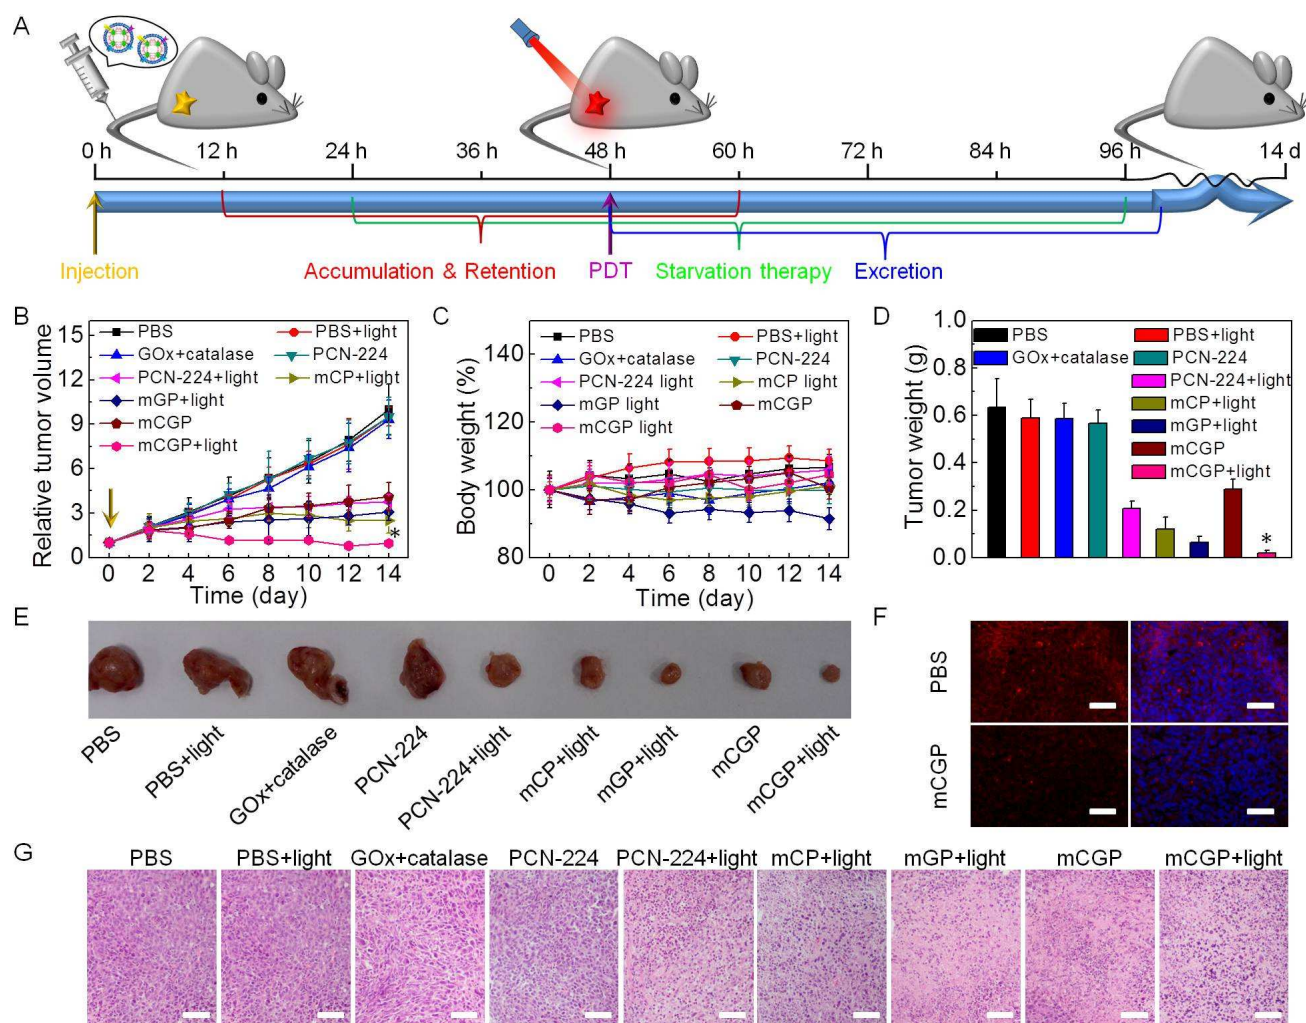 A
0 h 12 h 24 h 36 h 48 h 60 h 72 h 84 h 96 h 14 d
Injection Accumulation & Retention PDT Starvation therapy Excretion
B
Relative tumor volume
15
12
9
6
3
0
PBS PBS+light
GOx+catalase PCN-224
PCN-224+light mCP+light
mGP+light mCGP
mCGP+light
*
0 2 4 6 8 10 12 14
Time (day)
C
Body weight (%)
140
120
100
80
PBS PBS+light
GOx+catalase PCN-224
PCN-224 light mCP light
mGP light mCGP
mCGP light
0 2 4 6 8 10 12 14
Time (day)
D
Tumor weight (g)
1.0
0.8
0.6
0.4
0.2
0.0
PBS PBS+light
GOx+catalase PCN-224
PCN-224+light
mCP+light
mGP+light
mCGP
mCGP+light
*
E
PBS
PBS+light
GOx+catalase
PCN-224
PCN-224+light
mCP+light
mGP+light
mCGP
mCGP+light
F
PBS
mCGP
G
PBS PBS+light GOx+catalase PCN-224 PCN-224+light mCP+light mGP+light mCGP mCGP+light